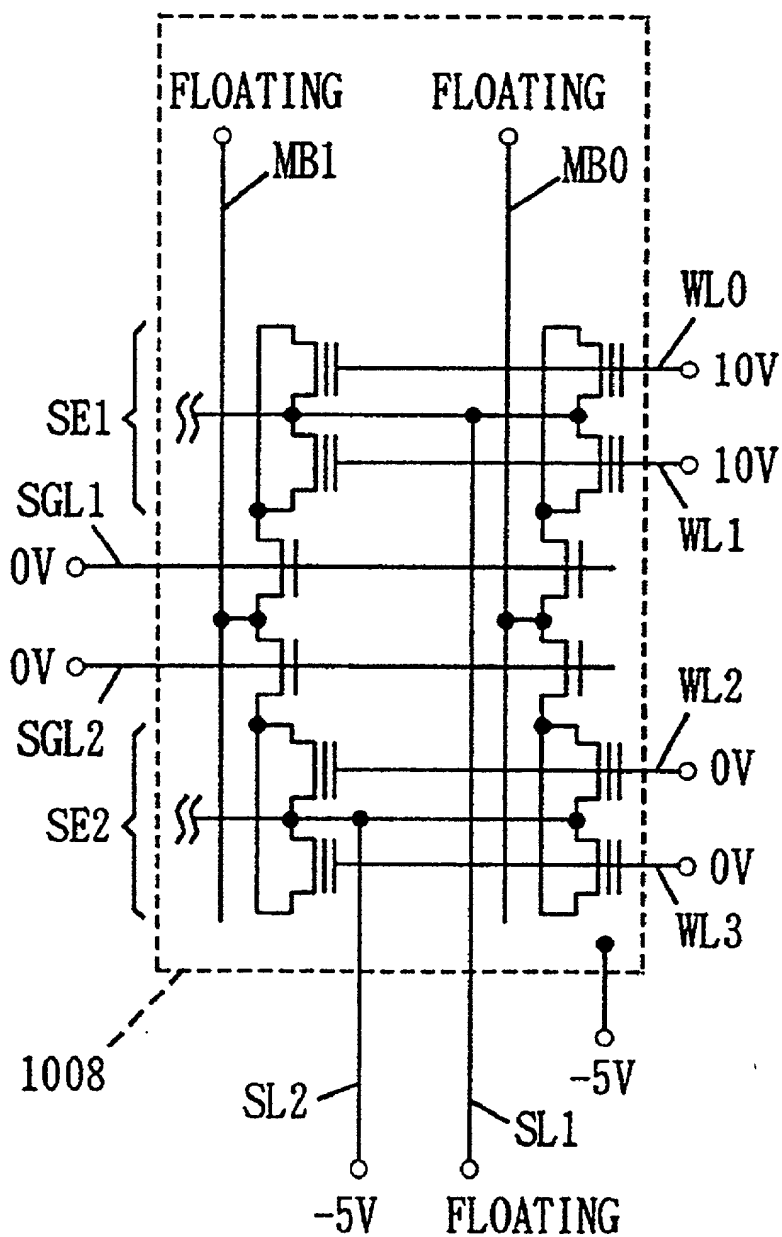 FLOATING FLOATING
MB1 MB0
WL0
10V
SE1
10V
SGL1
WL1
0V
0V
WL2
SGL2
0V
SE2
0V
WL3
1008
-5V
SL2
SL1
-5V FLOATING